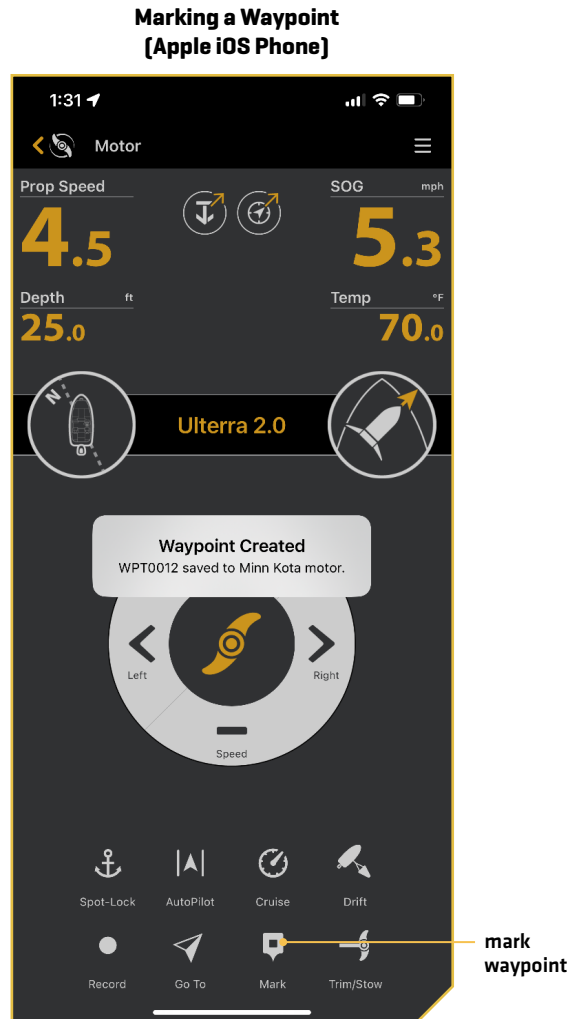 Marking a Waypoint
(Apple iOS Phone)
1:31
Motor
Prop Speed
SOG mph
4.5
5.3
Depth ft
Temp °F
25.0
70.0
N
Ulterra 2.0
Waypoint Created
WPT0012 saved to Minn Kota motor.
Left
Right
Speed
Spot-Lock AutoPilot Cruise Drift
mark
waypoint
Record Go To Mark Trim/Stow